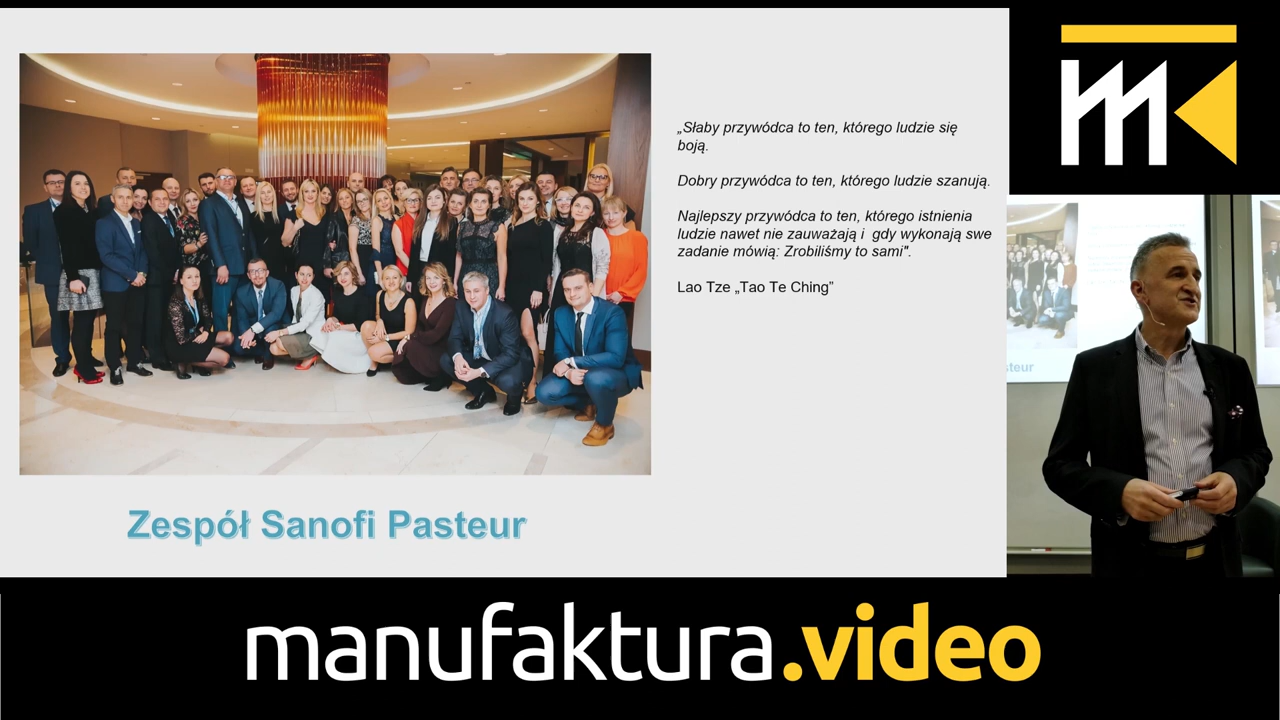 „Słaby przywódca to ten, którego ludzie się
boją.
Dobry przywódca to ten, którego ludzie szanują.
Najlepszy przywódca to ten, którego istnienia
ludzie nawet nie zauważają i gdy wykonają swe
zadanie mówią: Zrobiliśmy to sami".
Lao Tze „Tao Te Ching”
Zespół Sanofi Pasteur
steur
manufaktura.video